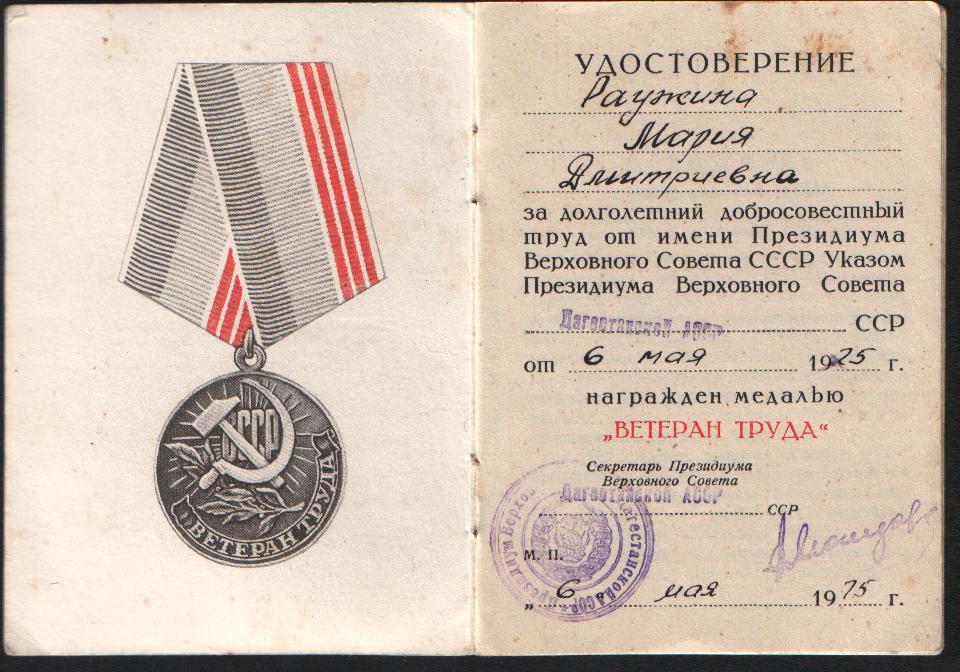 СССР
ВЕТЕРАН ТРУДА
УДОСТОВЕРЕНИЕ
Раужина
Мария
Дмитриевна
за долголетний добросовестный
труд от имени Президиума
Верховного Совета СССР Указом
Президиума Верховного Совета
Дагестанской АССР ССР
от 6 мая 1975 г.
награжден медалью
„ВЕТЕРАН ТРУДА“
Секретарь Президиума
Верховного Совета
Дагестанской АССР ССР
М. П.
„ 6 мая 1975 г.